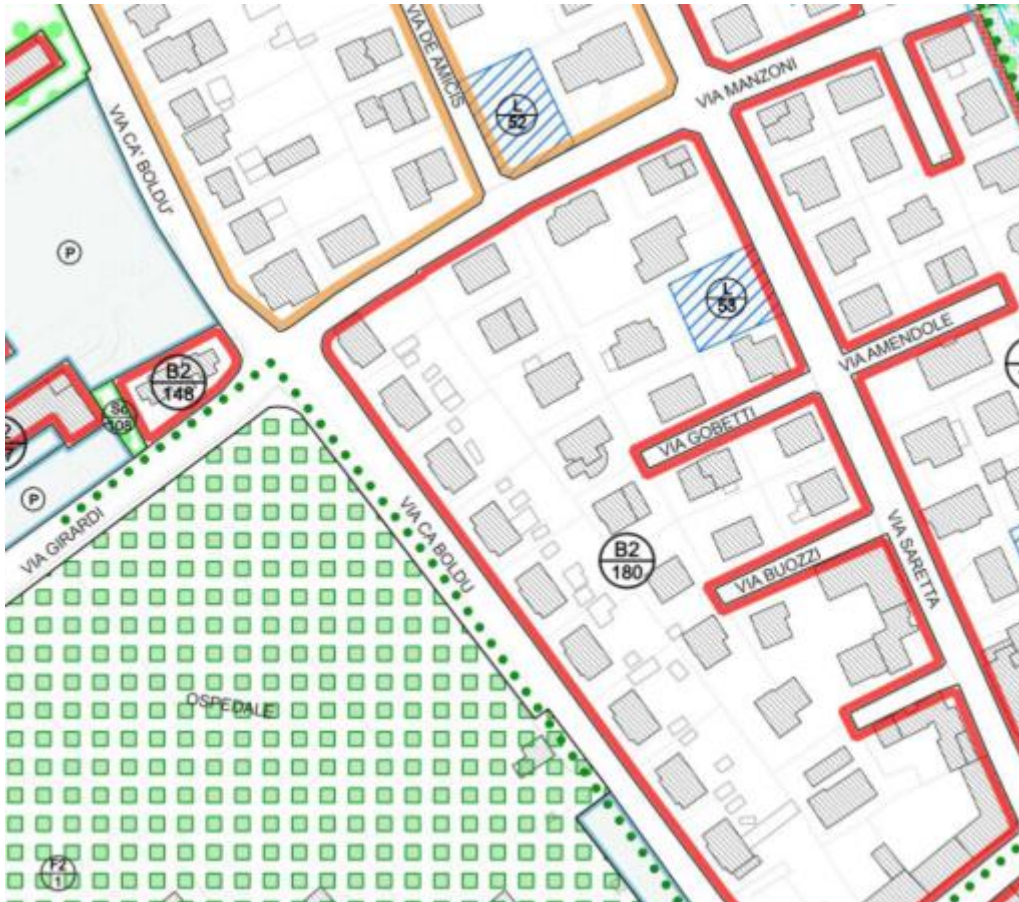 VIA DE AMICIS
VIA MANZONI
L
52
VIA CA' BOLDU'
P
L
53
VIA AMENDOLE
B2
148
VIA GOBETTI
P
VIA GIRARDI
VIA CA BOLDU
B2
180
VIA BUOZZI
VIA SARETTA
OSPEDALE
F2
1